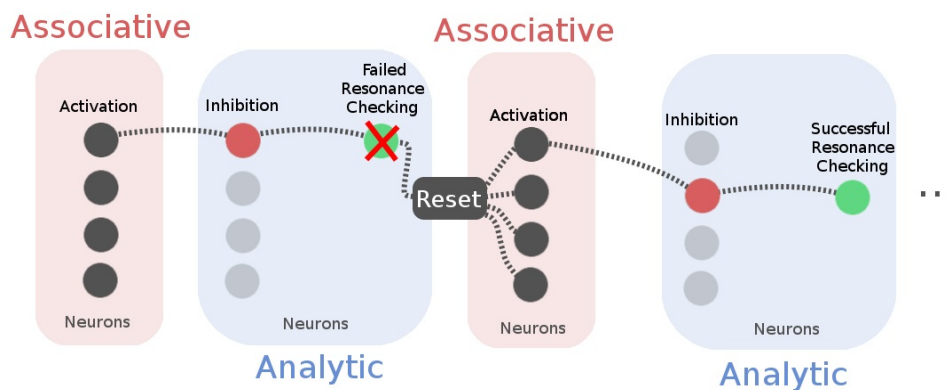 Associative
Activation
Neurons
Inhibition
Failed
Resonance
Checking
Neurons
Analytic
Reset
Associative
Activation
Neurons
Inhibition
Successful
Resonance
Checking
Neurons
Analytic
..